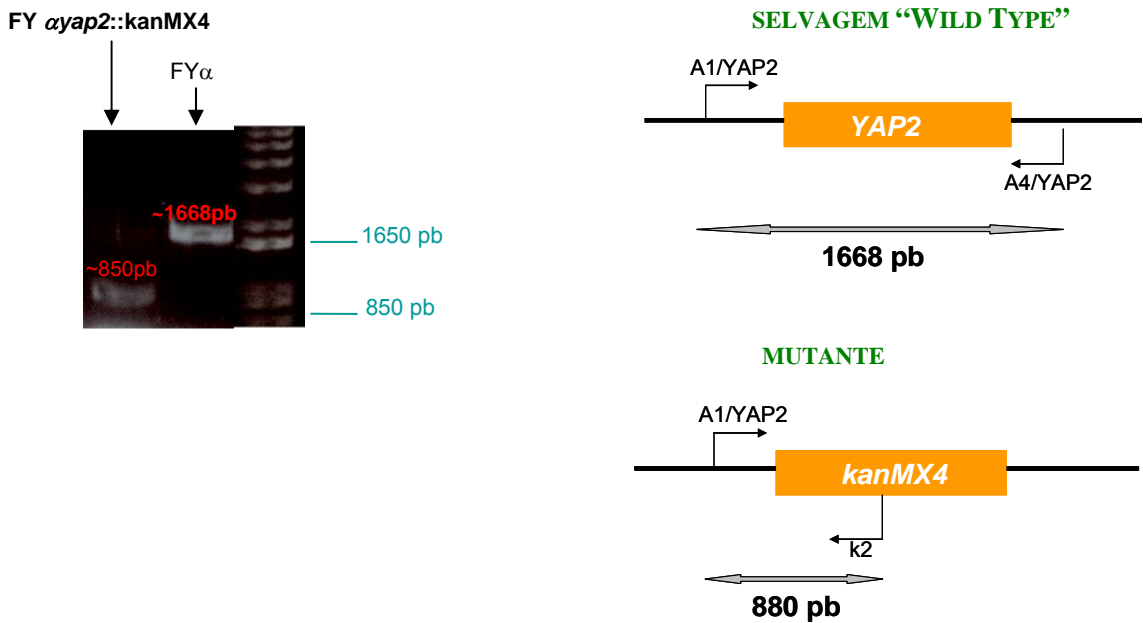 FY αyap2::kanMX4
FYα
~1668pb
~850pb
1650 pb
850 pb
SELVAGEM “WILD TYPE”
A1/YAP2
YAP2
A4/YAP2
1668 pb
MUTANTE
A1/YAP2
kanMX4
k2
880 pb